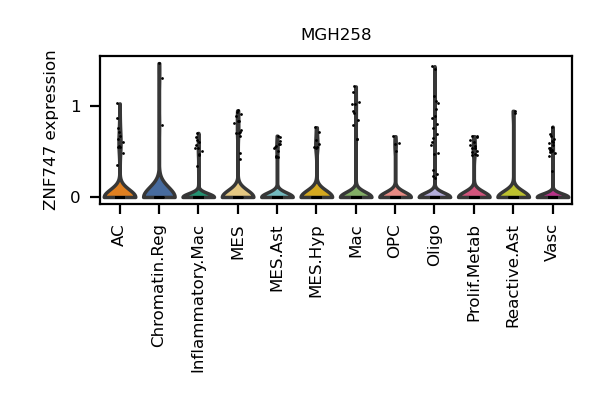 MGH258
ZNF747 expression
1
0
AC
Chromatin.Reg
Inflammatory.Mac
MES
MES.Ast
MES.Hyp
Mac
OPC
Oligo
Prolif.Metab
Reactive.Ast
Vasc